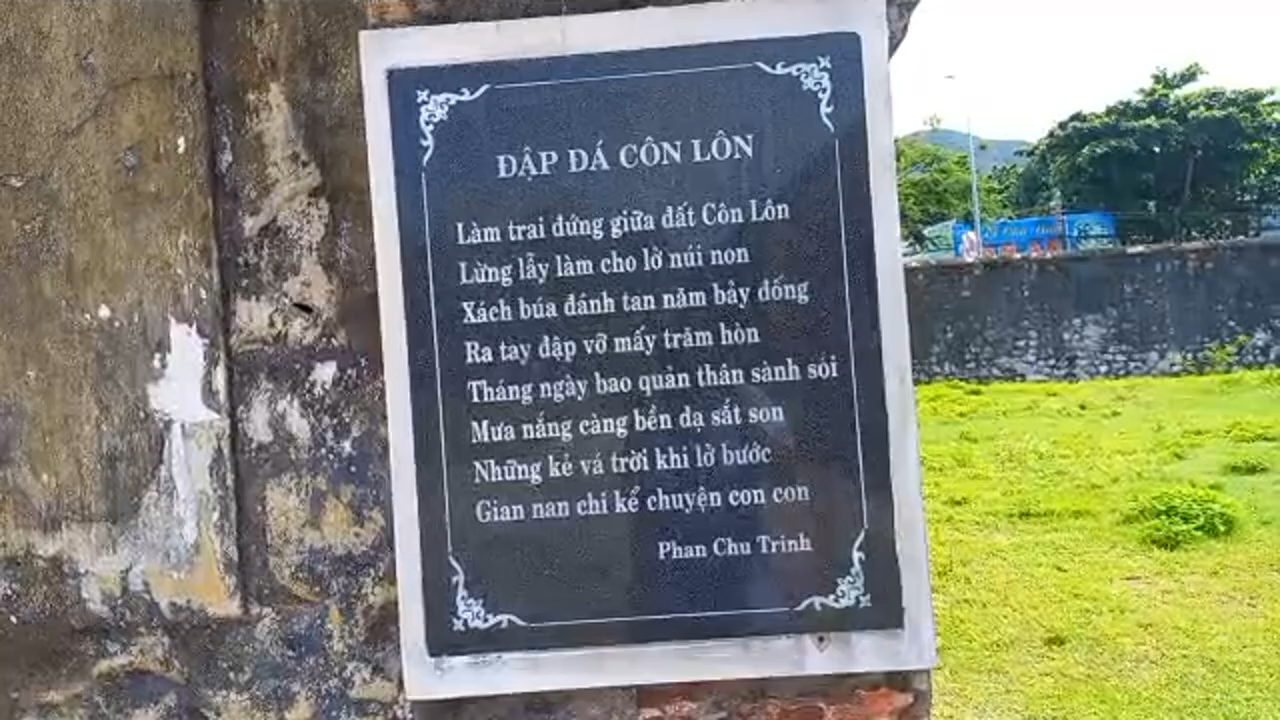 ĐẬP ĐÁ CÔN LÔN
Làm trai đứng giữa đất Côn Lôn
Lừng lẫy làm cho lở núi non
Xách búa đánh tan năm bảy đống
Ra tay đập vỡ mấy trăm hòn
Tháng ngày bao quản thân sành sỏi
Mưa nắng càng bền dạ sắt son
Những kẻ vá trời khi lỡ bước
Gian nan chi kể chuyện con con
Phan Chu Trinh